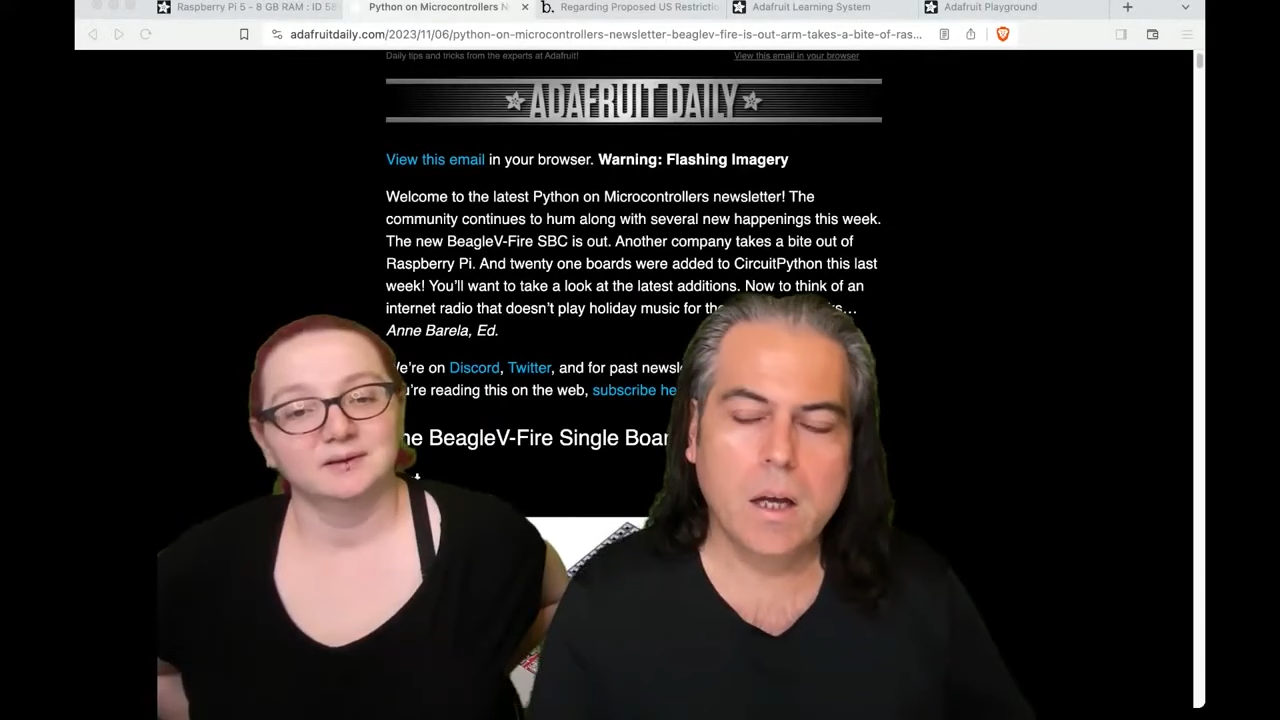 Raspberry Pi 5 - 8 GB RAM : ID 58
Python on Microcontrollers N
b. Regarding Proposed US Restrictio
Adafruit Learning System
Adafruit Playground
adafruitdaily.com/2023/11/06/python-on-microcontrollers-newsletter-beaglev-fire-is-out-arm-takes-a-bite-of-ras...
Daily tips and tricks from the experts at Adafruit!
View this email in your browser
ADAFRUIT DAILY
View this email in your browser. Warning: Flashing Imagery
Welcome to the latest Python on Microcontrollers newsletter! The
community continues to hum along with several new happenings this week.
The new BeagleV-Fire SBC is out. Another company takes a bite out of
Raspberry Pi. And twenty one boards were added to CircuitPython this last
week! You'll want to take a look at the latest additions. Now to think of an
internet radio that doesn't play holiday music for
Anne Barela, Ed.
We're on Discord, Twitter, and for past
reading this on the web, subscribe
BeagleV-Fire Single